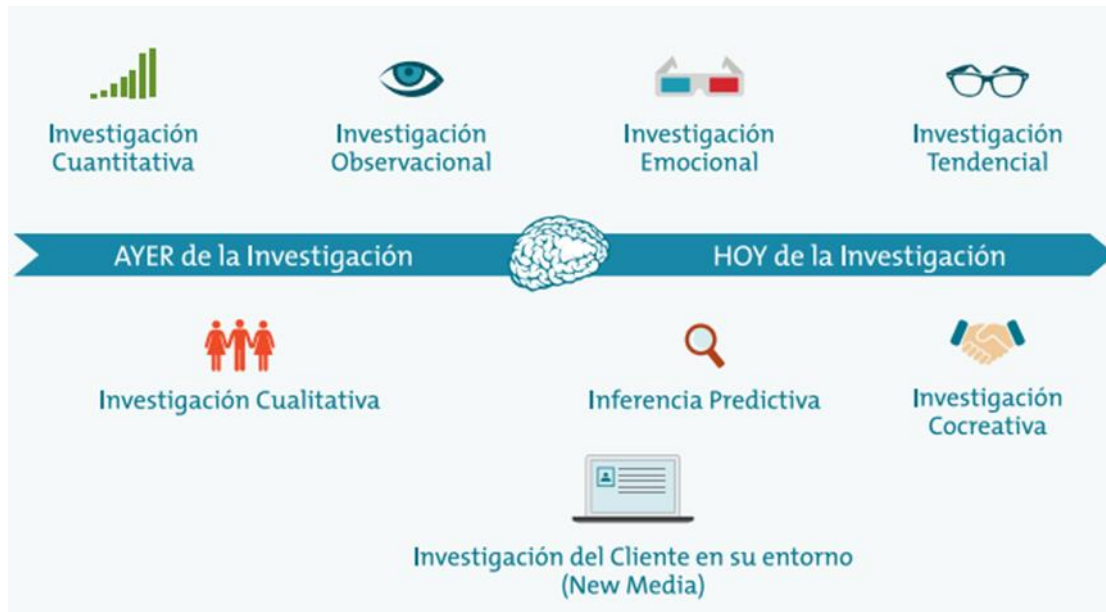 Investigación
Cuantitativa
Investigación
Observacional
Investigación
Emocional
Investigación
Tendencial
AYER de la Investigación
HOY de la Investigación
Investigación Cualitativa
Inferencia Predictiva
Investigación
Cocreativa
Investigación del Cliente en su entorno
(New Media)